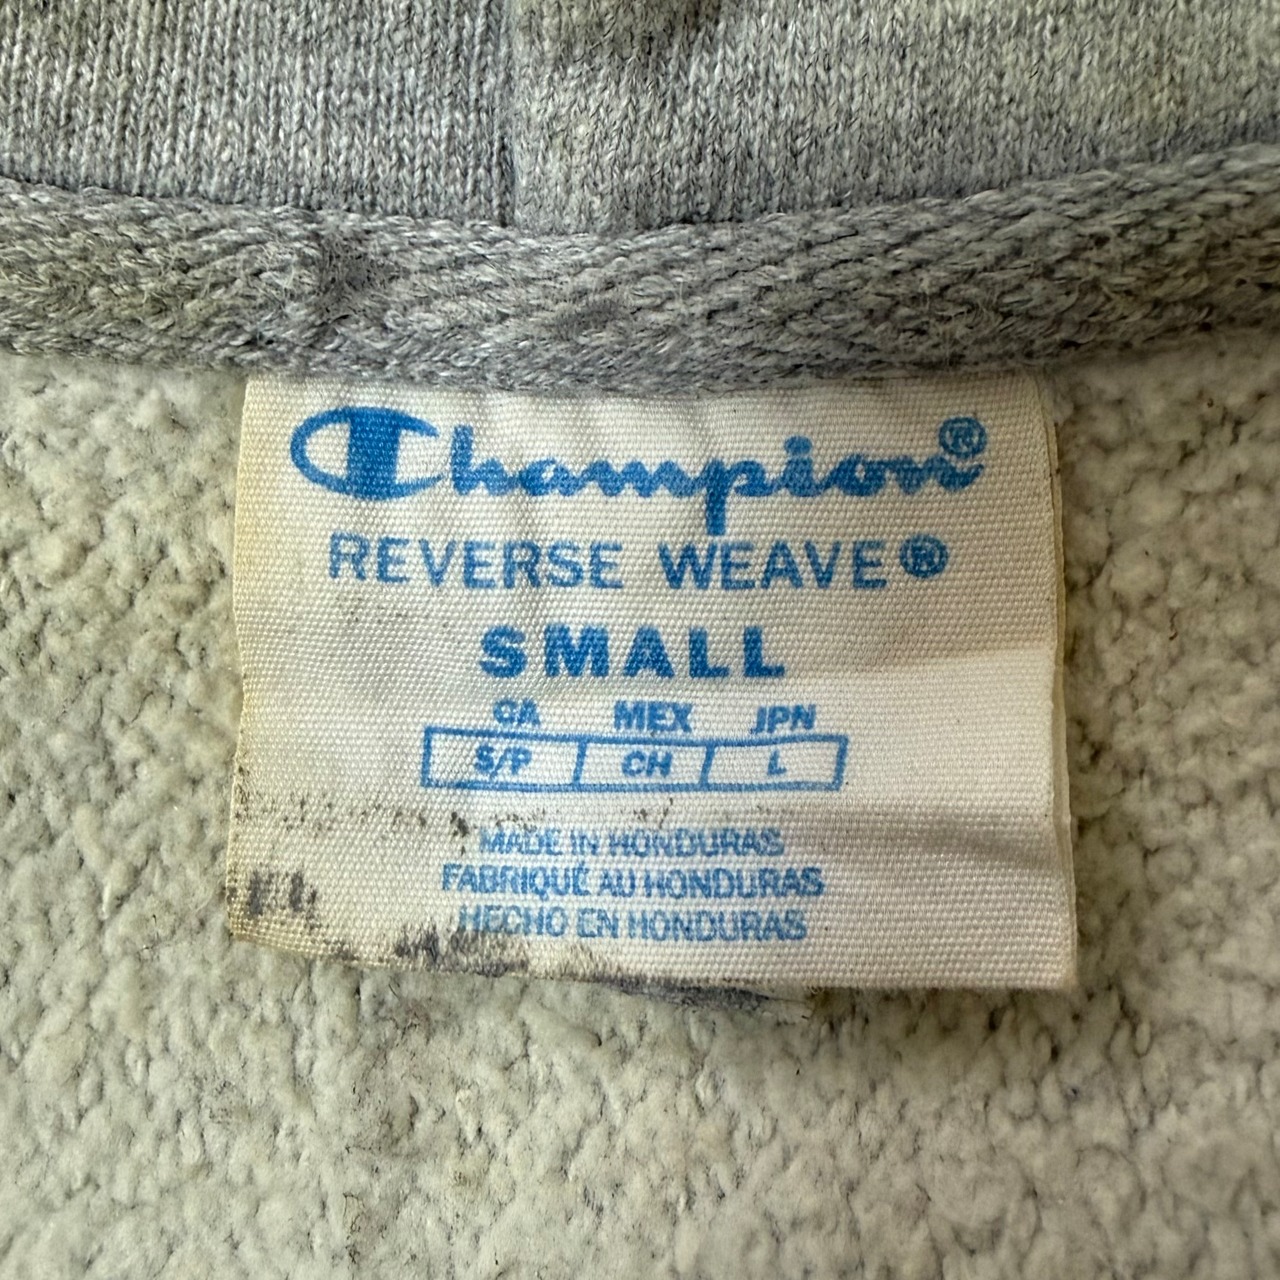 Champion®
REVERSE WEAVE®
SMALL
CA MEX JPN
S/P CH L
MADE IN HONDURAS
FABRIQUÉ AU HONDURAS
HECHO EN HONDURAS